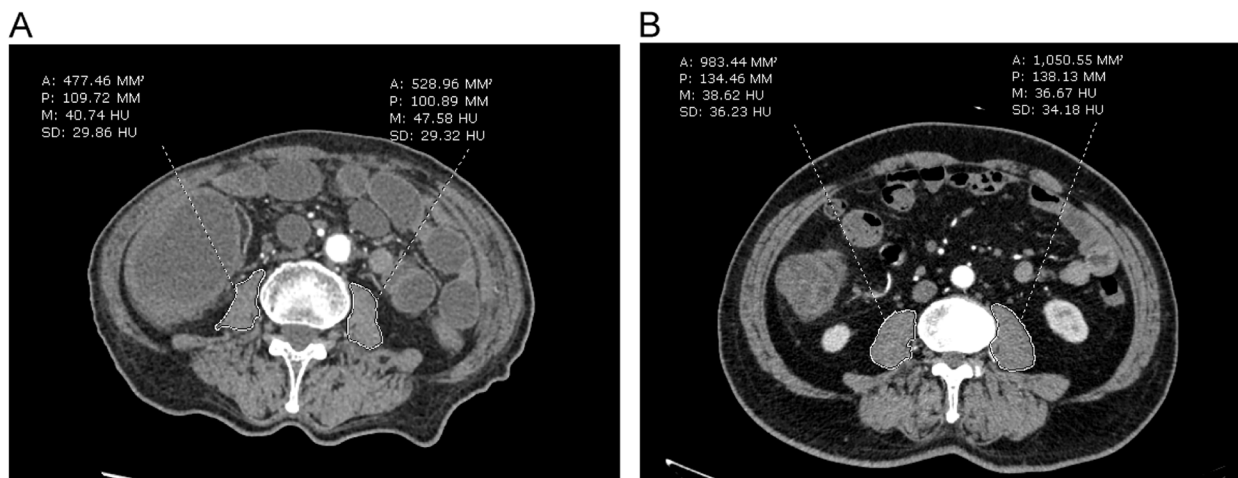 A
A: 477.46 MM²
P: 109.72 MM
M: 40.74 HU
SD: 29.86 HU
A: 528.96 MM²
P: 100.89 MM
M: 47.58 HU
SD: 29.32 HU
B
A: 983.44 MM²
P: 134.46 MM
M: 38.62 HU
SD: 36.23 HU
A: 1,050.55 MM²
P: 138.13 MM
M: 36.67 HU
SD: 34.18 HU